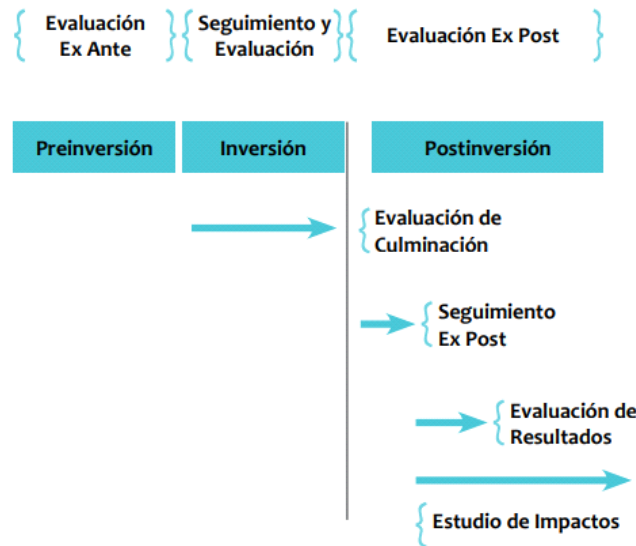 Evaluación
Ex Ante
Seguimiento y
Evaluación
Evaluación Ex Post
Preinversión
Inversión
Postinversión
Evaluación de
Culminación
Seguimiento
Ex Post
Evaluación de
Resultados
Estudio de Impactos